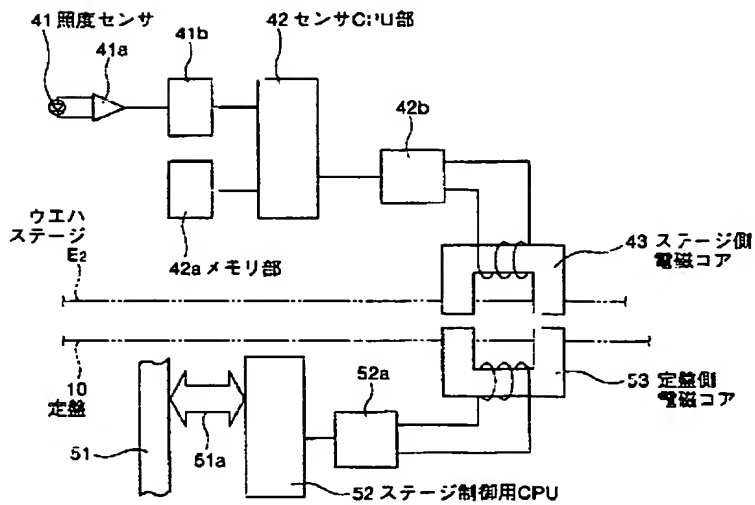 41 照度センサ
41a
41b
42 センサCPU部
42b
ウエハ
ステージ
E2
42a メモリ部
43 ステージ側
電磁コア
10
定盤
51
51a
52a
53 定盤側
電磁コア
52 ステージ制御用CPU